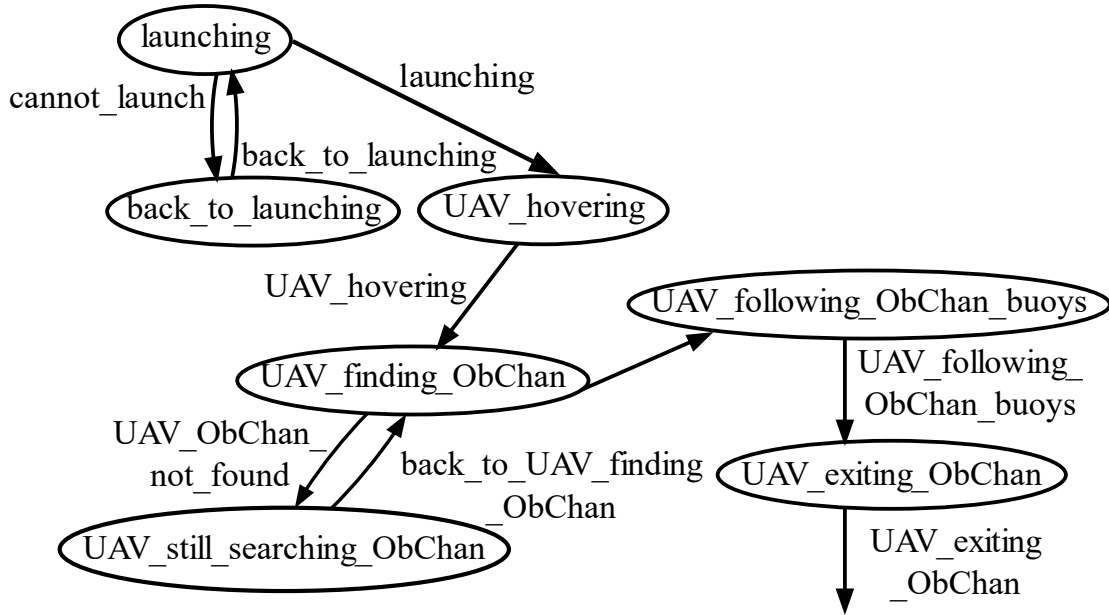 launching
launching
cannot_launch
back_to_launching
back_to_launching
UAV_hovering
UAV_hovering
UAV_following_ObChan_buoys
UAV_finding_ObChan
UAV_following_
ObChan_buoys
UAV_ObChan_
not_found
back_to_UAV_finding
_ObChan
UAV_exiting_ObChan
UAV_still_searching_ObChan
UAV_exiting
_ObChan